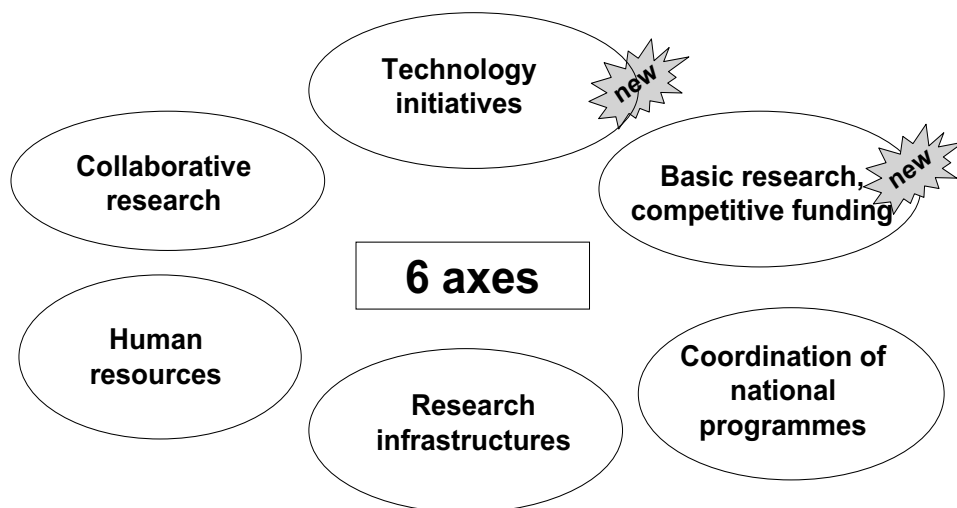 Technology
initiatives
new
Collaborative
research
Basic research,
competitive funding
new
6 axes
Human
resources
Research
infrastructures
Coordination of
national
programmes